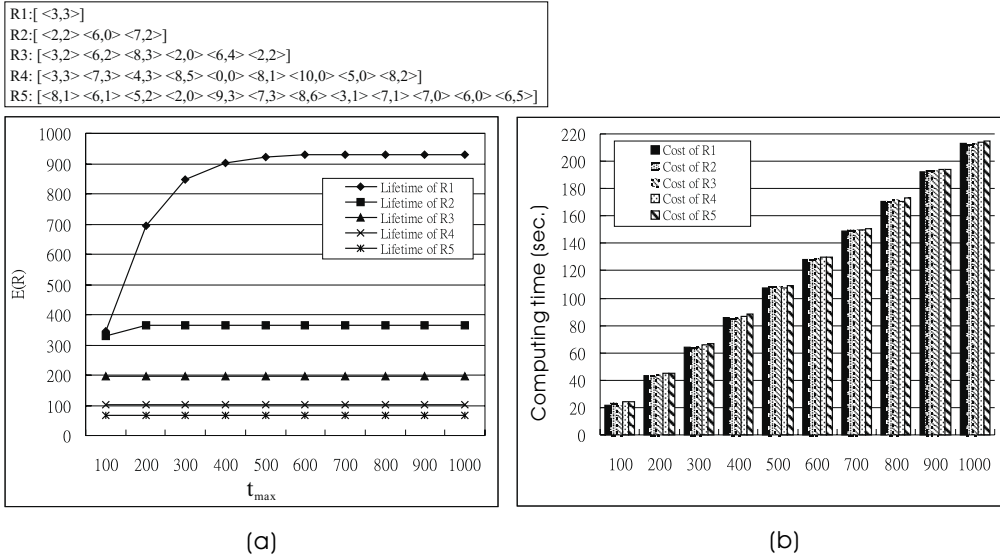 R1:[ <3,3>]
R2: [<2,2> <6,0> <7,2>]
R3: [<3,2> <6,2> <8,3> <2,0> <6,4> <2,2>]
R4: [<3,3> <7,3> <4,3> <8,5> <0,0> <8,1> <10,0> <5,0> <8,2>]
R5: [<8,1> <6,1> <5,2> <2,0> <9,3> <7,3> <8,6> <3,1> <7,1> <7,0> <6,0> <6,5>]
E(R)
1000
900
800
700
600
500
400
300
200
100
0
Lifetime of R1
Lifetime of R2
Lifetime of R3
Lifetime of R4
Lifetime of R5
100 200 300 400 500 600 700 800 900 1000
tmax
(a)
Computing time (sec.)
220
200
180
160
140
120
100
80
60
40
20
0
Cost of R1
Cost of R2
Cost of R3
Cost of R4
Cost of R5
100 200 300 400 500 600 700 800 900 1000
(b)